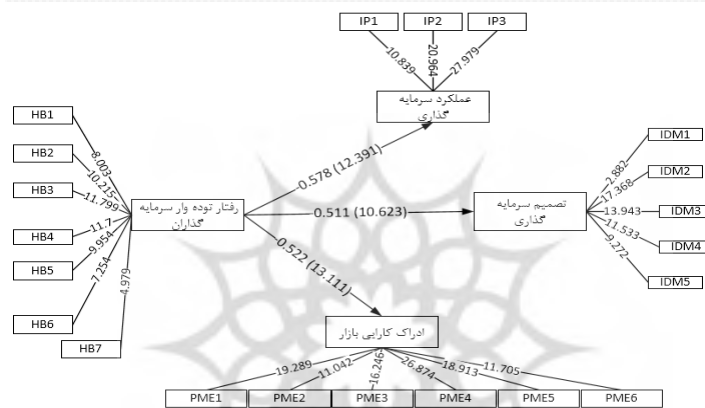 IP1 IP2 IP3
10.839
20.964
27.979
عملکرد سرمایه
گذاری
HB1
HB2
HB3
HB4
HB5
HB6
HB7
8.003
10.215
11.799
11.7
9.954
7.254
4.979
رفتار توده وار سرمایه
گذاران
0.578 (12.391)
0.511 (10.623)
0.522 (13.111)
تصمیم سرمایه
گذاری
2.882
17.368
13.943
11.533
9.272
IDM1
IDM2
IDM3
IDM4
IDM5
ادراک کارایی بازار
19.289
11.042
16.246
26.874
18.913
11.705
PME1 PME2 PME3 PME4 PME5 PME6